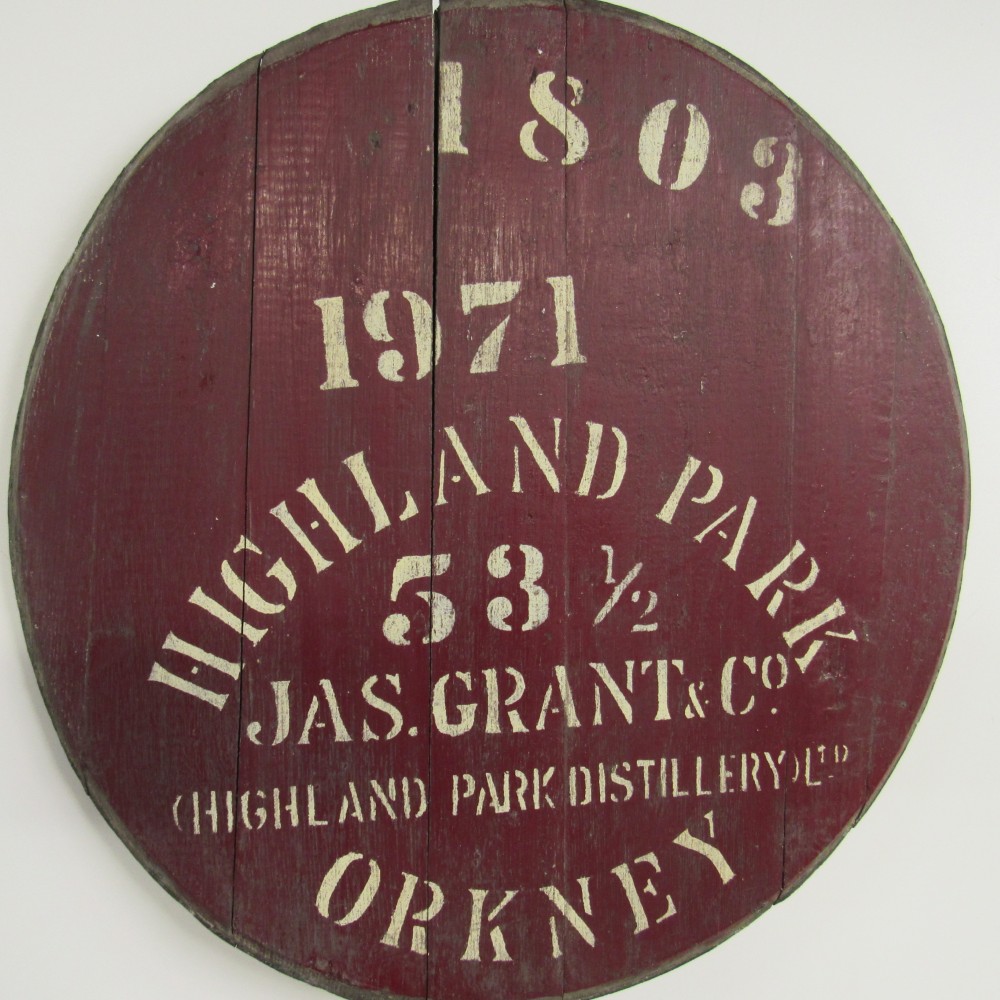 1803
1971
HIGHLAND PARK
53 1/2
JAS. GRANT & Co.
(HIGHLAND PARK DISTILLERY) LTD
ORKNEY